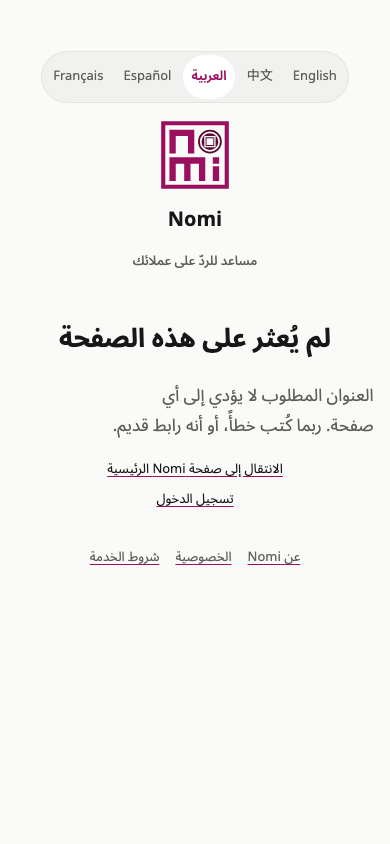 English
中文
العربية
Español
Français
nomi
Nomi
مساعد للردّ على عملائك
لم يُعثر على هذه الصفحة
العنوان المطلوب لا يؤدي إلى أي
صفحة. ربما كُتب خطأً، أو أنه رابط قديم.
الانتقال إلى صفحة Nomi الرئيسية
تسجيل الدخول
عن Nomi
الخصوصية
شروط الخدمة